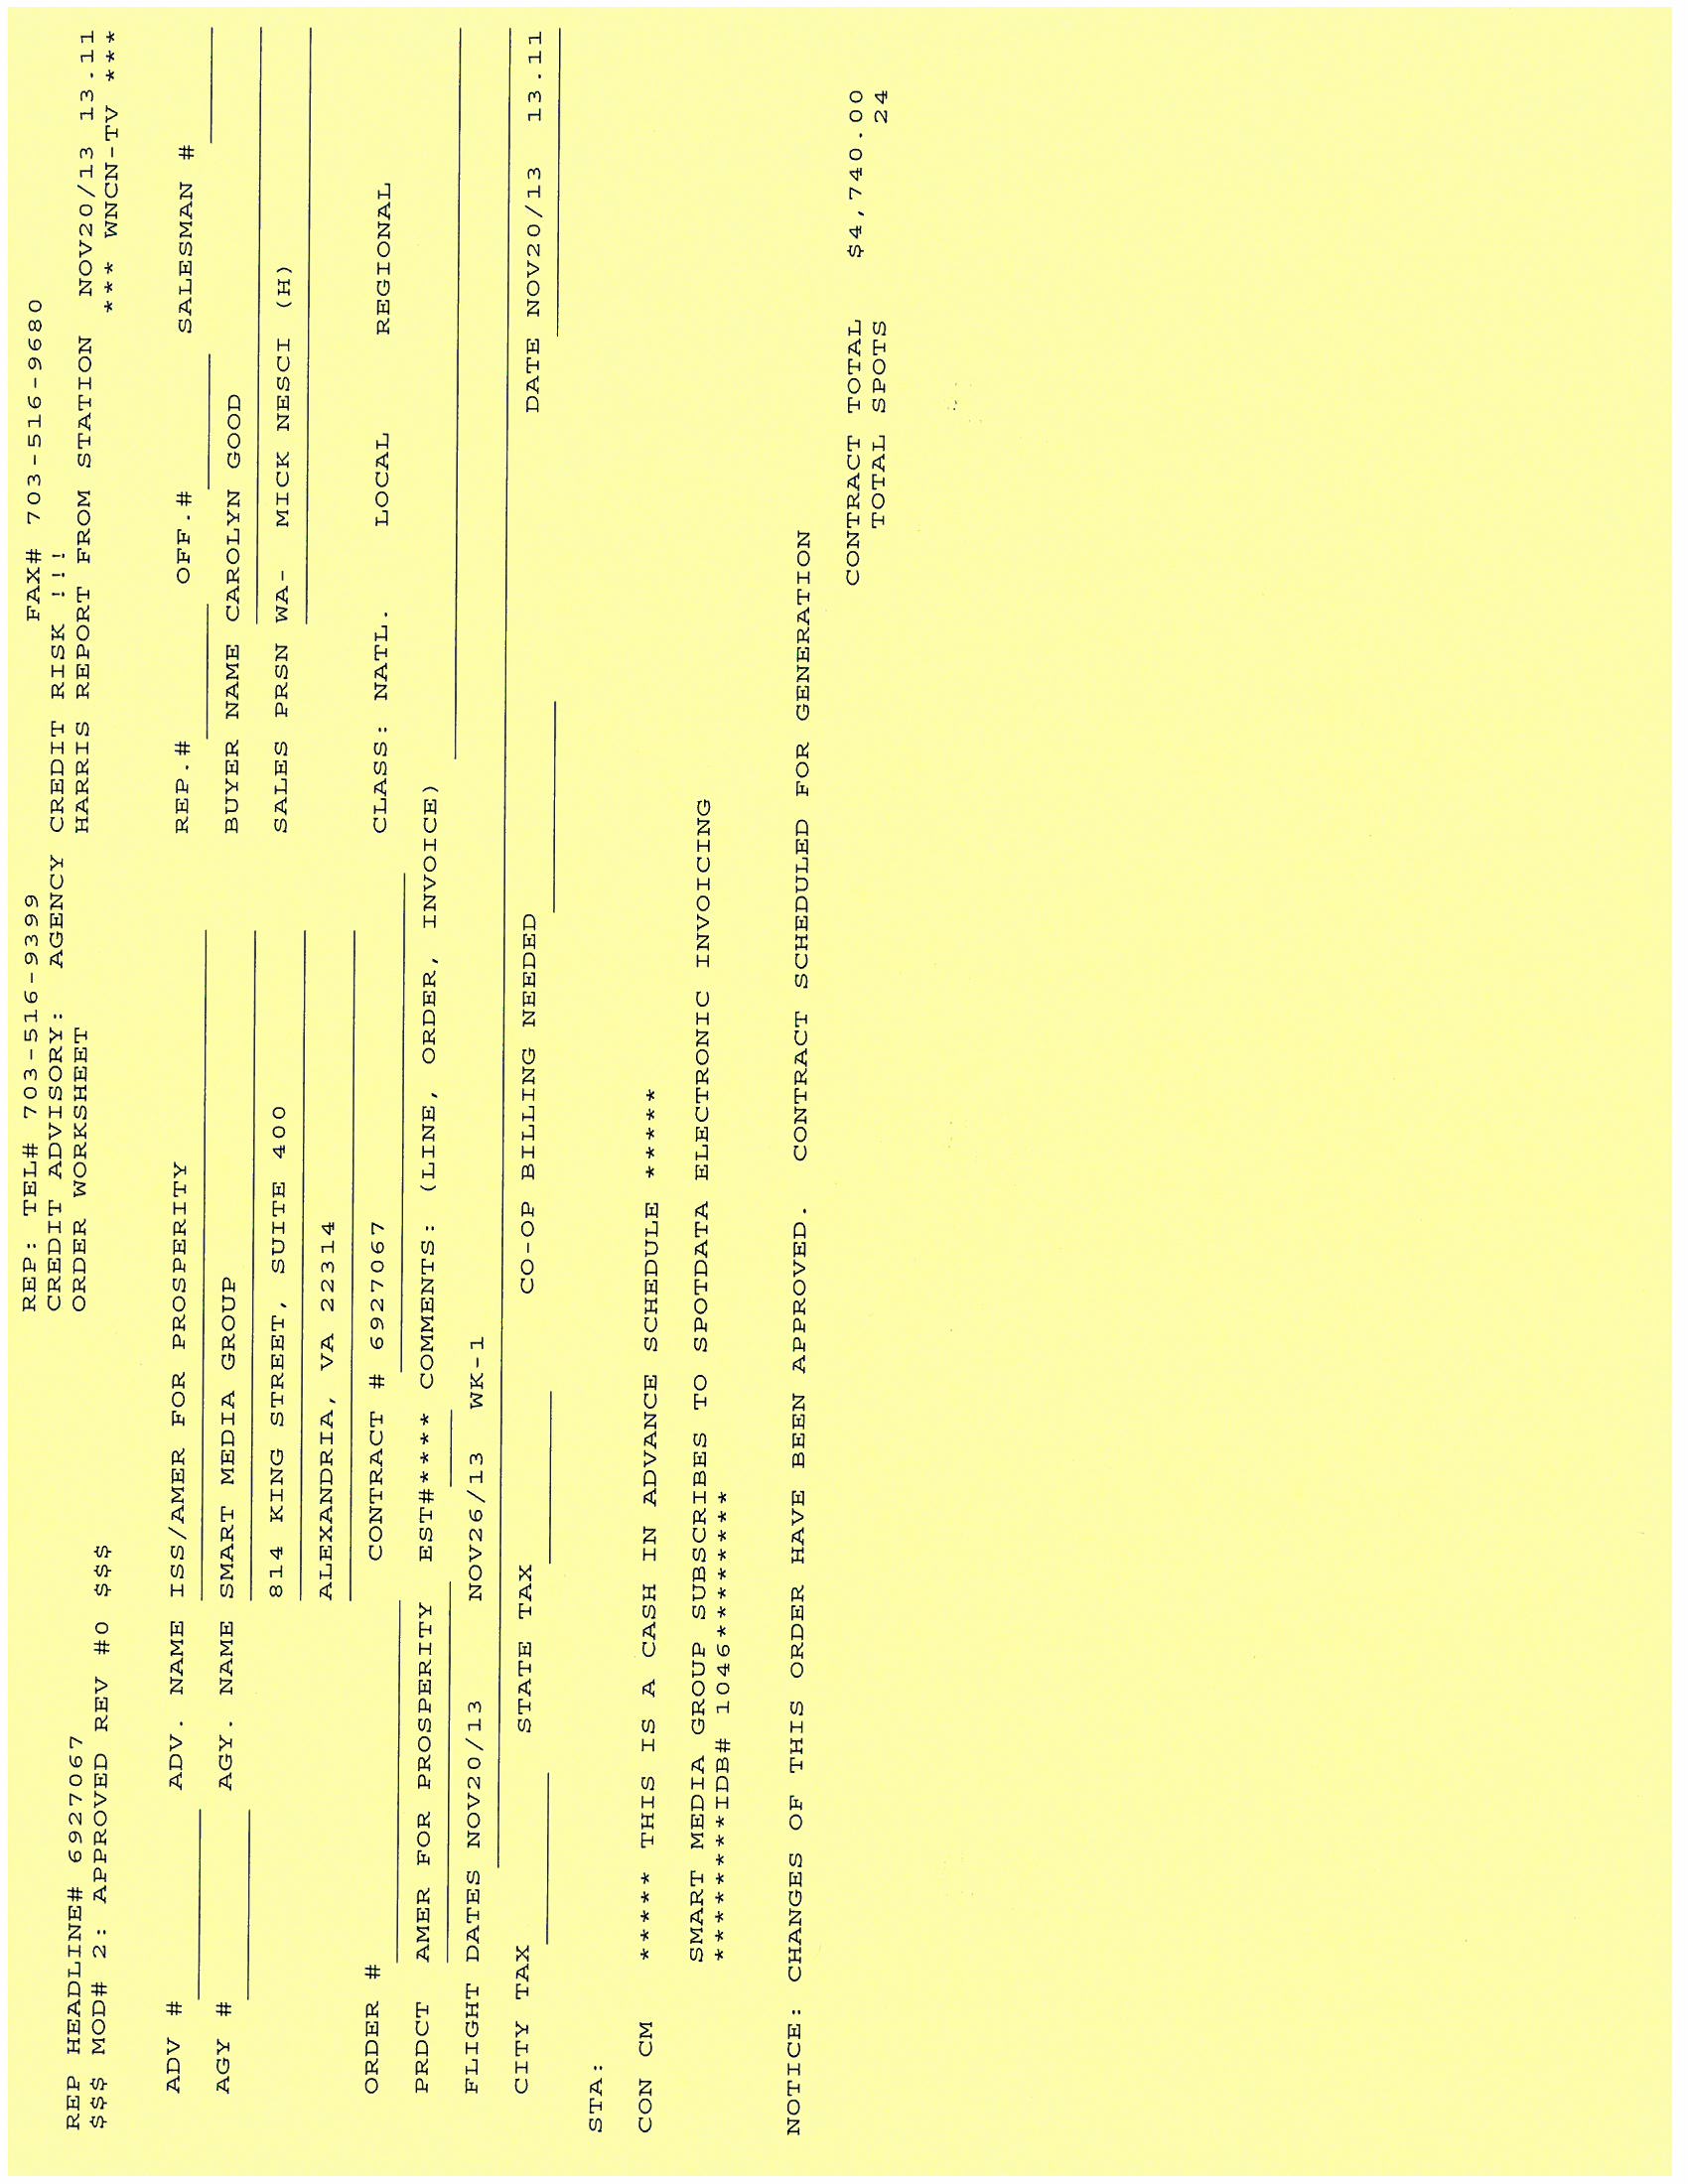 REP: TEL# 703-516-9399 FAX# 703-516-9680
CREDIT ADVISORY: AGENCY CREDIT RISK !!!
REP HEADLINE# 6927067 ORDER WORKSHEET HARRIS REPORT FROM STATION NOV20/13 13.11
$$$ MOD# 2: APPROVED REV #0 $$$ *** WNCN-TV ***
ADV # ADV. NAME ISS/AMER FOR PROSPERITY REP.# OFF.# SALESMAN #
AGY # AGY. NAME SMART MEDIA GROUP BUYER NAME CAROLYN GOOD
814 KING STREET, SUITE 400 SALES PRSN WA- MICK NESCI (H)
ALEXANDRIA, VA 22314
ORDER # CONTRACT # 6927067 CLASS: NATL. LOCAL REGIONAL
PRDCT AMER FOR PROSPERITY EST#**** COMMENTS: (LINE, ORDER, INVOICE)
FLIGHT DATES NOV20/13 NOV26/13 WK-1
CITY TAX STATE TAX CO-OP BILLING NEEDED DATE NOV20/13 13.11
STA:
CON CM ***** THIS IS A CASH IN ADVANCE SCHEDULE *****
SMART MEDIA GROUP SUBSCRIBES TO SPOTDATA ELECTRONIC INVOICING
*********IDB# 1046*********
NOTICE: CHANGES OF THIS ORDER HAVE BEEN APPROVED. CONTRACT SCHEDULED FOR GENERATION
CONTRACT TOTAL $4,740.00
TOTAL SPOTS 24